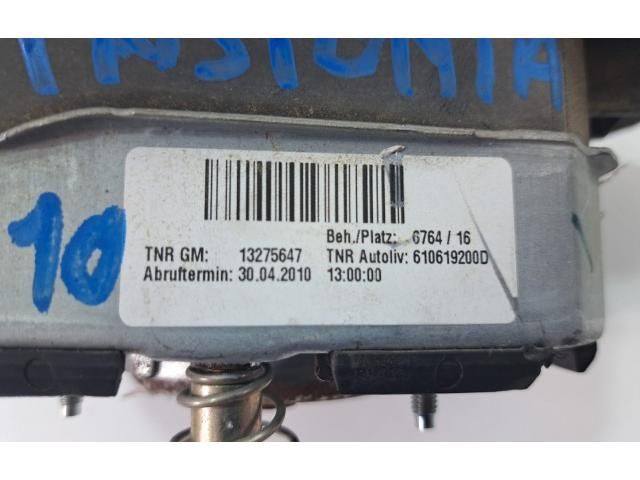 INSIGNIA
10
Beh./Platz: 6764 / 16
TNR GM: 13275647 TNR Autoliv: 610619200D
Abruftermin: 30.04.2010 13:00:00